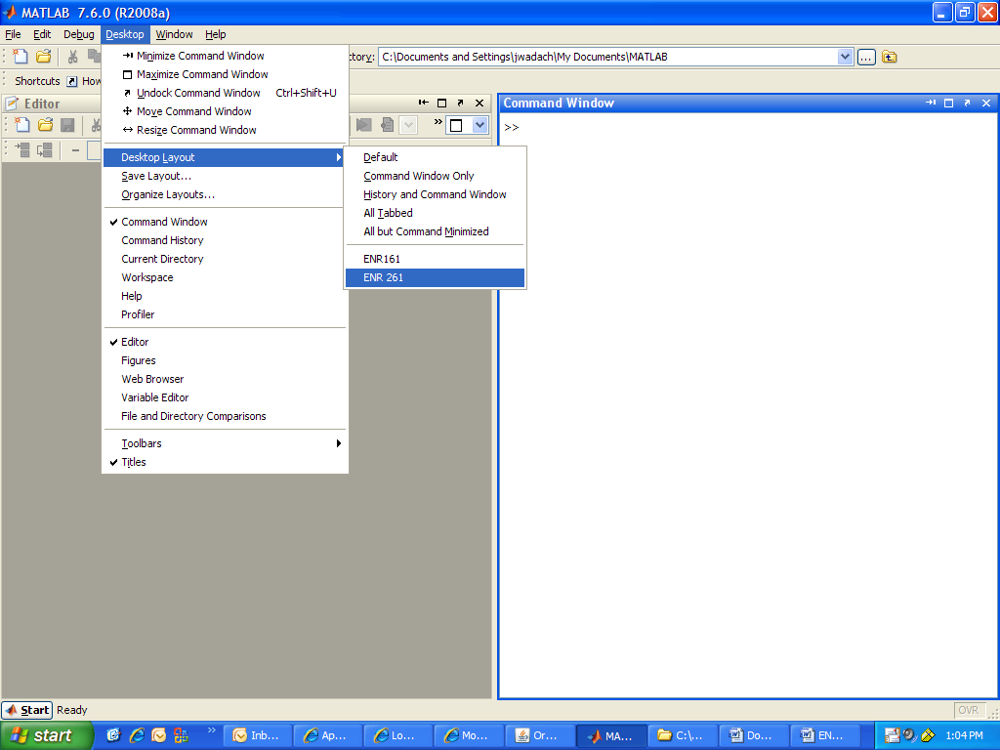 MATLAB 7.6.0 (R2008a)
File Edit Debug Desktop Window Help
ctory: C:\Documents and Settings\jwadach\My Documents\MATLAB ...
Shortcuts How
Editor
Minimize Command Window
Maximize Command Window
Undock Command Window Ctrl+Shift+U
Move Command Window
Resize Command Window
Desktop Layout
Save Layout...
Organize Layouts...
Command Window
Command History
Current Directory
Workspace
Help
Profiler
Editor
Figures
Web Browser
Variable Editor
File and Directory Comparisons
Toolbars
Titles
Default
Command Window Only
History and Command Window
All Tabbed
All but Command Minimized
ENR161
ENR 261
Command Window
>>
Start Ready
OVR
start
Inb...
Ap...
Lo...
Mo...
Or...
MA...
C:\...
Do...
EN...
1:04 PM